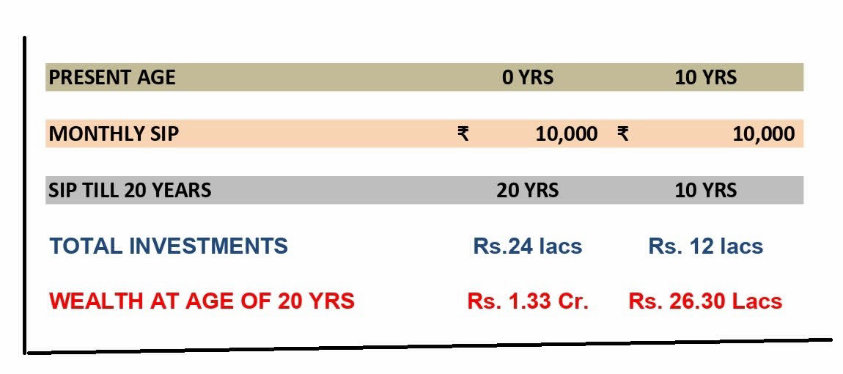 PRESENT AGE 0 YRS 10 YRS
MONTHLY SIP ₹ 10,000 ₹ 10,000
SIP TILL 20 YEARS 20 YRS 10 YRS
TOTAL INVESTMENTS Rs.24 lacs Rs. 12 lacs
WEALTH AT AGE OF 20 YRS Rs. 1.33 Cr. Rs. 26.30 Lacs